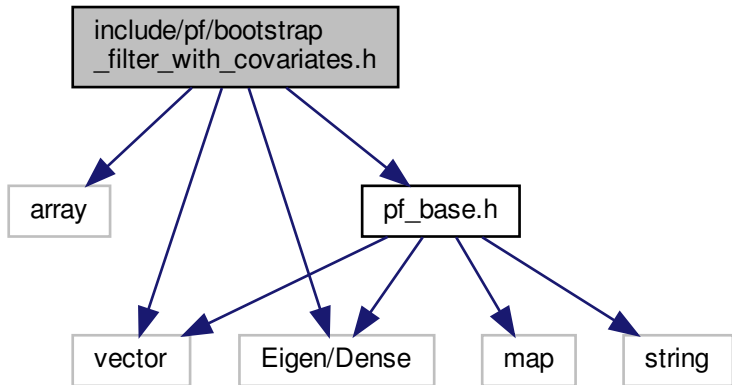 include/pf/bootstrap
_filter_with_covariates.h
array
pf_base.h
vector
Eigen/Dense
map
string